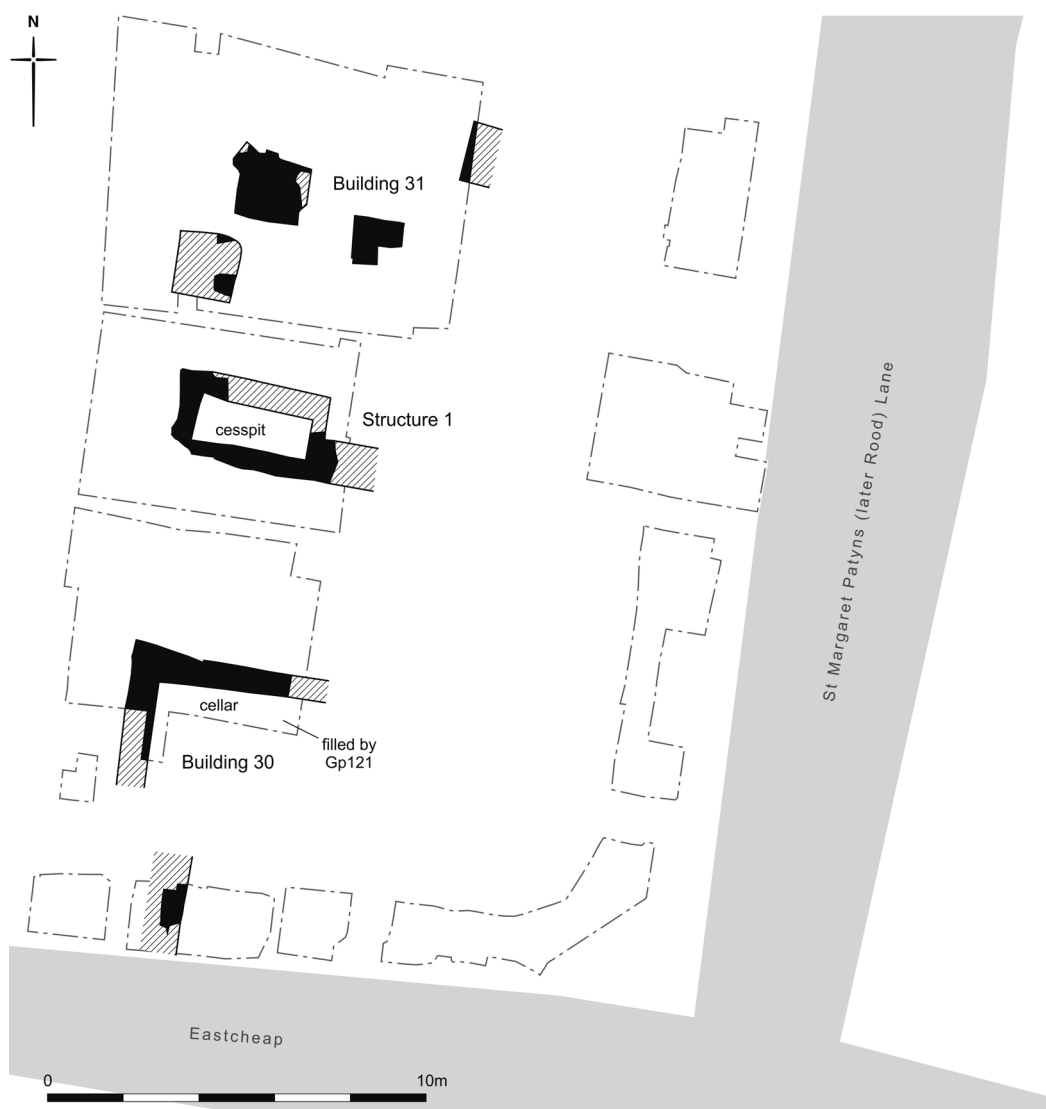 N
Building 31
Structure 1
cesspit
St Margaret Patyns (later Rood) Lane
cellar
filled by
Gp121
Building 30
Eastcheap
0
10m